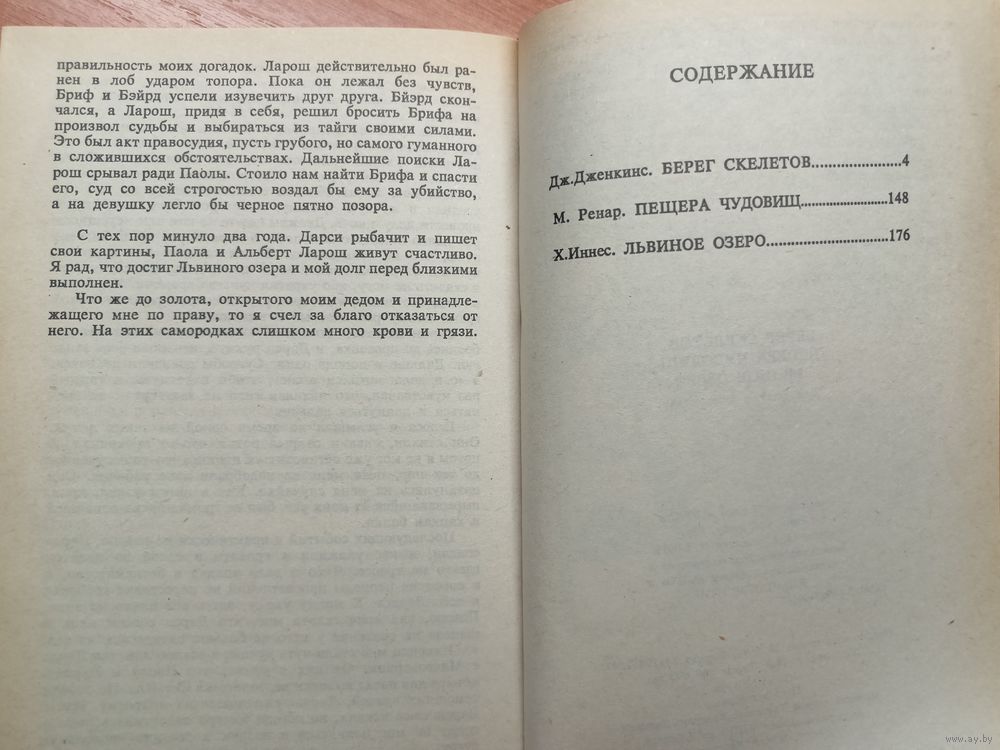 правильность моих догадок. Ларош действительно был ра-
нен в лоб ударом топора. Пока он лежал без чувств,
Бриф и Бэйрд успели изувечить друг друга. Бйэрд скон-
чался, а Ларош, придя в себя, решил бросить Брифа на
произвол судьбы и выбираться из тайги своими силами.
Это был акт правосудия, пусть грубого, но самого гуманного
в сложившихся обстоятельствах. Дальнейшие поиски Ла-
рош срывал ради Паолы. Стоило нам найти Брифа и спасти
его, суд со всей строгостью воздал бы ему за убийство,
а на девушку легло бы черное пятно позора.
С тех пор минуло два года. Дарси рыбачит и пишет
свои картины, Паола и Альберт Ларош живут счастливо.
Я рад, что достиг Львиного озера и мой долг перед близкими
выполнен.
Что же до золота, открытого моим дедом и принадле-
жащего мне по праву, то я счел за благо отказаться от
него. На этих самородках слишком много крови и грязи.
СОДЕРЖАНИЕ
Дж.Дженкинс. БЕРЕГ СКЕЛЕТОВ......................4
М. Ренар. ПЕЩЕРА ЧУДОВИЩ.....................148
Х.Иннес. ЛЬВИНОЕ ОЗЕРО..............................176
www.ay.by